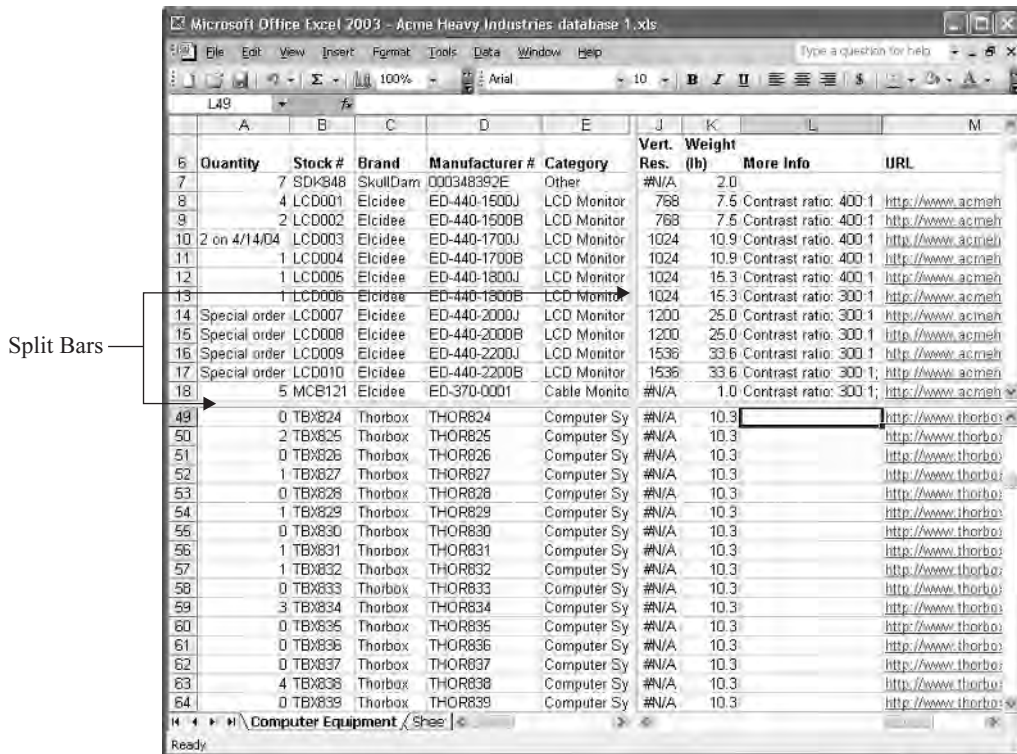 Microsoft Office Excel 2003 - Acme Heavy Industries database 1.xls
File Edit View Insert Format Tools Data Window Help Type a question for help
100% Arial 10 B I U $
L49 fx
A B C D E J K L M
6 Quantity Stock # Brand Manufacturer # Category Vert. Res. Weight (lb) More Info URL
7 7 SDK848 SkullDam 000348392E Other #N/A 2.0
8 4 LCD001 Elcidee ED-440-1500J LCD Monitor 768 7.5 Contrast ratio: 400:1 http://www.acmeh
9 2 LCD002 Elcidee ED-440-1500B LCD Monitor 768 7.5 Contrast ratio: 400:1 http://www.acmeh
10 2 on 4/14/04 LCD003 Elcidee ED-440-1700J LCD Monitor 1024 10.9 Contrast ratio: 400:1 http://www.acmeh
11 1 LCD004 Elcidee ED-440-1700B LCD Monitor 1024 10.9 Contrast ratio: 400:1 http://www.acmeh
12 1 LCD005 Elcidee ED-440-1800J LCD Monitor 1024 15.3 Contrast ratio: 400:1 http://www.acmeh
13 1 LCD006 Elcidee ED-440-1800B LCD Monitor 1024 15.3 Contrast ratio: 300:1 http://www.acmeh
14 Special order LCD007 Elcidee ED-440-2000J LCD Monitor 1200 25.0 Contrast ratio: 300:1 http://www.acmeh
15 Special order LCD008 Elcidee ED-440-2000B LCD Monitor 1200 25.0 Contrast ratio: 300:1 http://www.acmeh
16 Special order LCD009 Elcidee ED-440-2200J LCD Monitor 1536 33.6 Contrast ratio: 300:1 http://www.acmeh
17 Special order LCD010 Elcidee ED-440-2200B LCD Monitor 1536 33.6 Contrast ratio: 300:1; http://www.acmeh
18 5 MCB121 Elcidee ED-370-0001 Cable Monito #N/A 1.0 Contrast ratio: 300:1; http://www.acmeh
Split Bars
49 0 TBX824 Thorbox THOR824 Computer Sy #N/A 10.3 http://www.thorbox
50 2 TBX825 Thorbox THOR825 Computer Sy #N/A 10.3 http://www.thorbox
51 0 TBX826 Thorbox THOR826 Computer Sy #N/A 10.3 http://www.thorbox
52 1 TBX827 Thorbox THOR827 Computer Sy #N/A 10.3 http://www.thorbox
53 0 TBX828 Thorbox THOR828 Computer Sy #N/A 10.3 http://www.thorbox
54 1 TBX829 Thorbox THOR829 Computer Sy #N/A 10.3 http://www.thorbox
55 0 TBX830 Thorbox THOR830 Computer Sy #N/A 10.3 http://www.thorbox
56 1 TBX831 Thorbox THOR831 Computer Sy #N/A 10.3 http://www.thorbox
57 1 TBX832 Thorbox THOR832 Computer Sy #N/A 10.3 http://www.thorbox
58 0 TBX833 Thorbox THOR833 Computer Sy #N/A 10.3 http://www.thorbox
59 3 TBX834 Thorbox THOR834 Computer Sy #N/A 10.3 http://www.thorbox
60 0 TBX835 Thorbox THOR835 Computer Sy #N/A 10.3 http://www.thorbox
61 0 TBX836 Thorbox THOR836 Computer Sy #N/A 10.3 http://www.thorbox
62 0 TBX837 Thorbox THOR837 Computer Sy #N/A 10.3 http://www.thorbox
63 4 TBX838 Thorbox THOR838 Computer Sy #N/A 10.3 http://www.thorbox
64 0 TBX839 Thorbox THOR839 Computer Sy #N/A 10.3 http://www.thorbox
Computer Equipment Shee
Ready